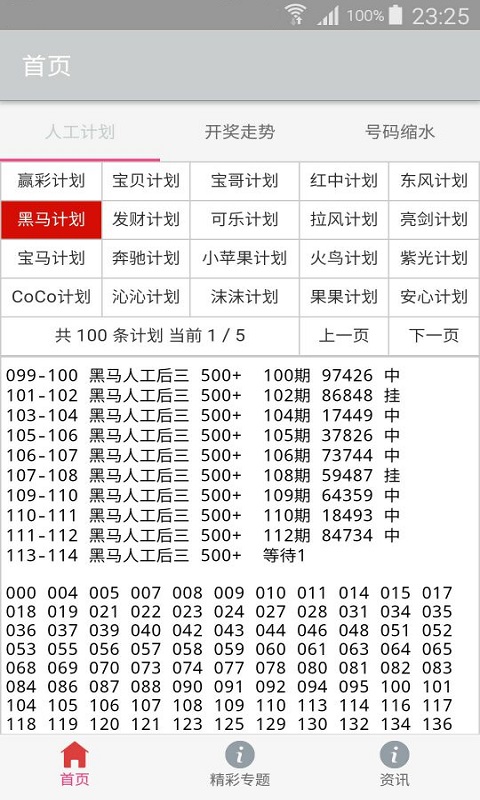 100% 23:25
首页
人工计划 开奖走势 号码缩水
赢彩计划 宝贝计划 宝哥计划 红中计划 东风计划
黑马计划 发财计划 可乐计划 拉风计划 亮剑计划
宝马计划 奔驰计划 小苹果计划 火鸟计划 紫光计划
CoCo计划 沁沁计划 沫沫计划 果果计划 安心计划
共 100 条计划 当前 1 / 5 上一页 下一页
099-100 黑马人工后三 500+ 100期 97426 中
101-102 黑马人工后三 500+ 102期 86848 挂
103-104 黑马人工后三 500+ 104期 17449 中
105-106 黑马人工后三 500+ 105期 37826 中
106-107 黑马人工后三 500+ 106期 73744 中
107-108 黑马人工后三 500+ 108期 59487 挂
109-110 黑马人工后三 500+ 109期 64359 中
110-111 黑马人工后三 500+ 110期 18493 中
111-112 黑马人工后三 500+ 112期 84734 中
113-114 黑马人工后三 500+ 等待1
000 004 005 007 008 009 010 011 014 015 017
018 019 021 022 023 024 027 028 031 034 035
036 037 039 040 042 043 044 046 048 051 052
053 055 056 057 058 059 060 061 063 064 065
068 069 070 073 074 077 078 080 081 082 083
084 086 087 088 090 091 092 094 095 100 101
104 105 106 107 108 109 110 113 114 116 117
118 119 120 121 123 125 129 130 132 134 136
首页 精彩专题 资讯